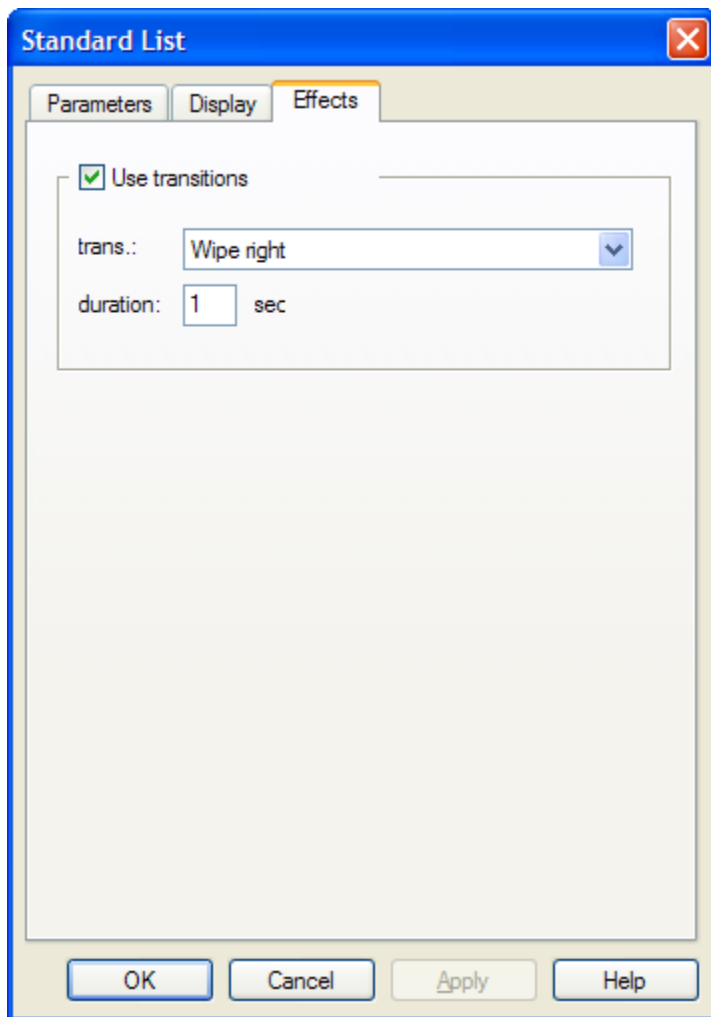 Standard List
Parameters Display Effects
Use transitions
trans.: Wipe right
duration: 1 sec
OK Cancel Apply Help